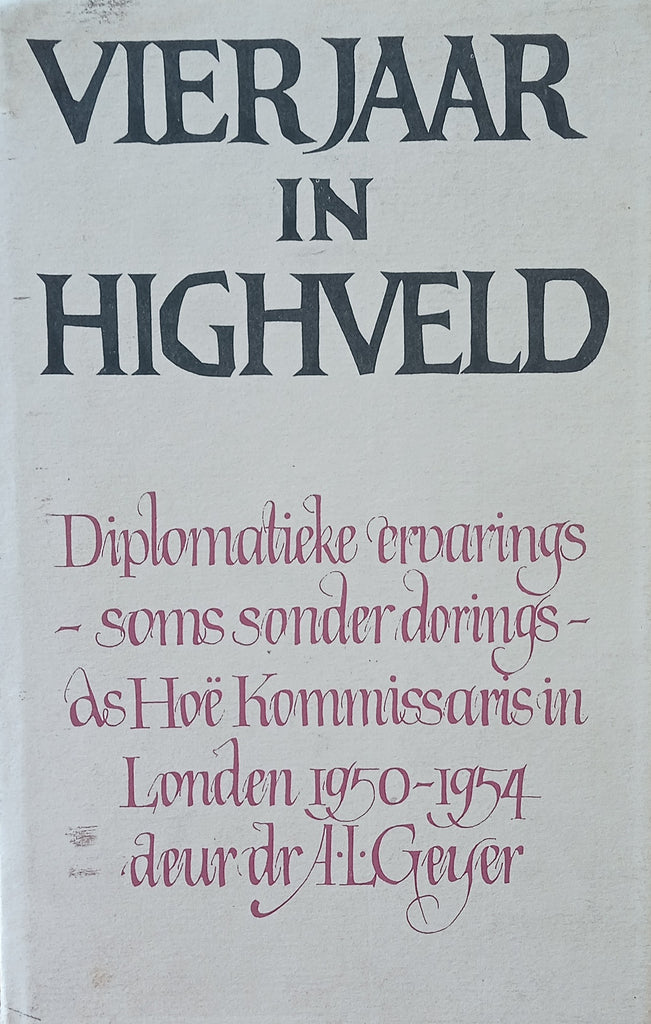 VIER JAAR
IN
HIGHVELD
Diplomatieke ervarings
- soms sonder dorings -
as Hoë Kommissaris in
Londen 1950-1954
deur dr A.L. Geyer